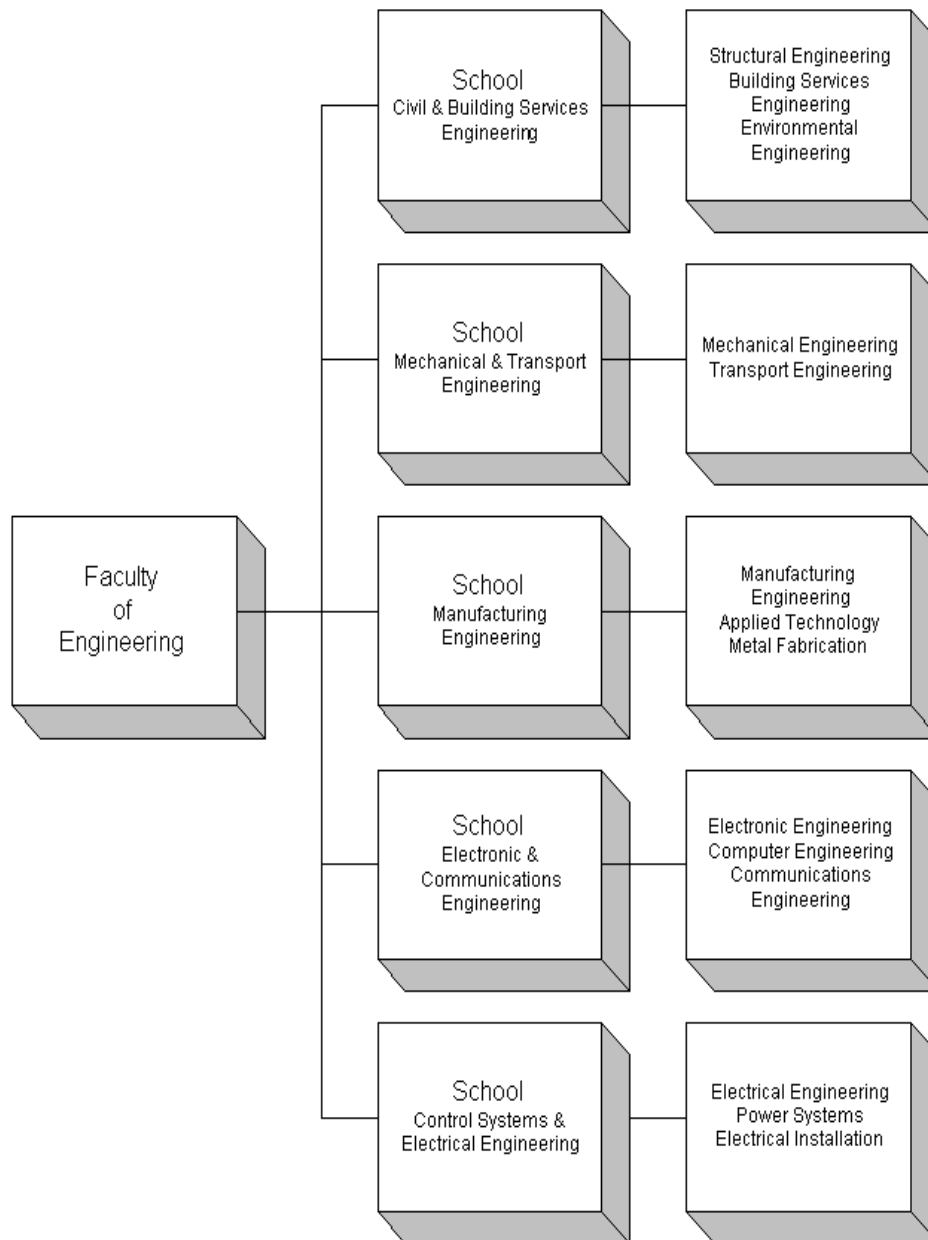 School
Civil & Building Services
Engineering
Structural Engineering
Building Services
Engineering
Environmental
Engineering
School
Mechanical & Transport
Engineering
Mechanical Engineering
Transport Engineering
Faculty
of
Engineering
School
Manufacturing
Engineering
Manufacturing
Engineering
Applied Technology
Metal Fabrication
School
Electronic &
Communications
Engineering
Electronic Engineering
Computer Engineering
Communications
Engineering
School
Control Systems &
Electrical Engineering
Electrical Engineering
Power Systems
Electrical Installation